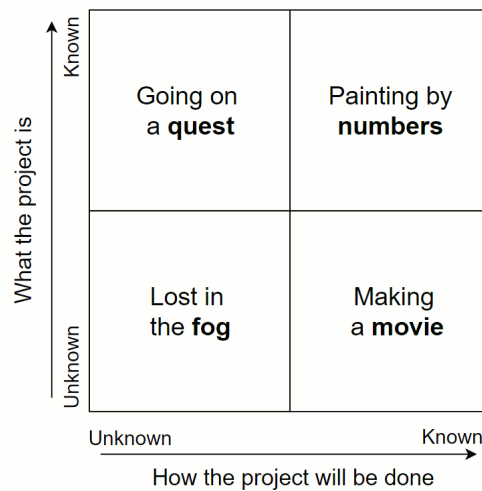 What the project is
Known
Unknown
Going on
a quest
Painting by
numbers
Lost in
the fog
Making
a movie
Unknown
Known
How the project will be done